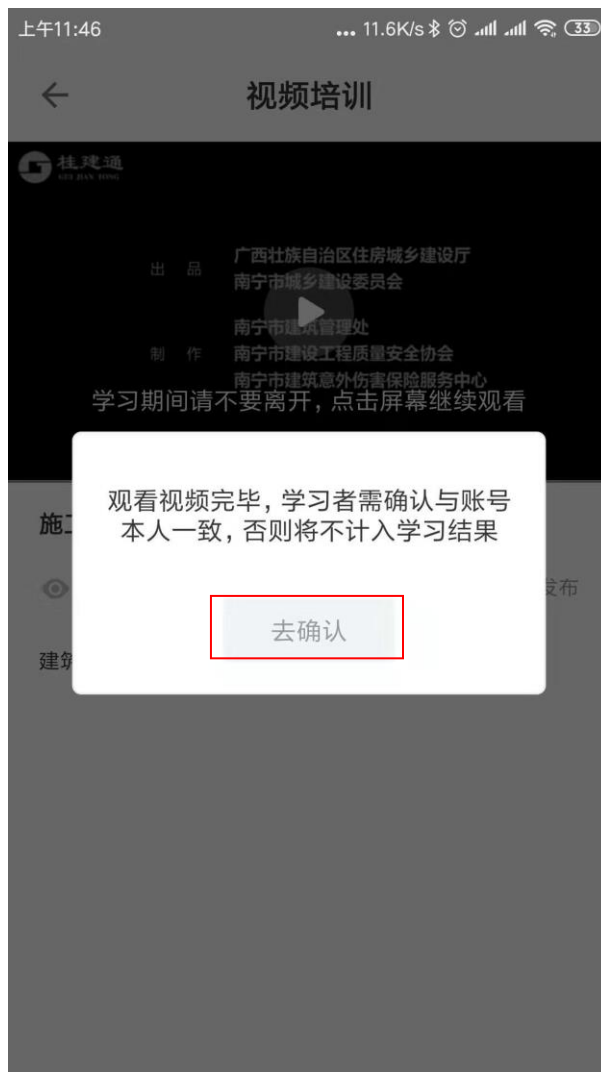 上午11:46
... 11.6K/s
33
视频培训
桂建通
GUI JIAN TONG
出 品 广西壮族自治区住房城乡建设厅
南宁市城乡建设委员会
南宁市建筑管理处
制 作 南宁市建设工程质量安全协会
南宁市建筑意外伤害保险服务中心
学习期间请不要离开，点击屏幕继续观看
观看视频完毕，学习者需确认与账号
本人一致，否则将不计入学习结果
施工
发布
去确认
建筑